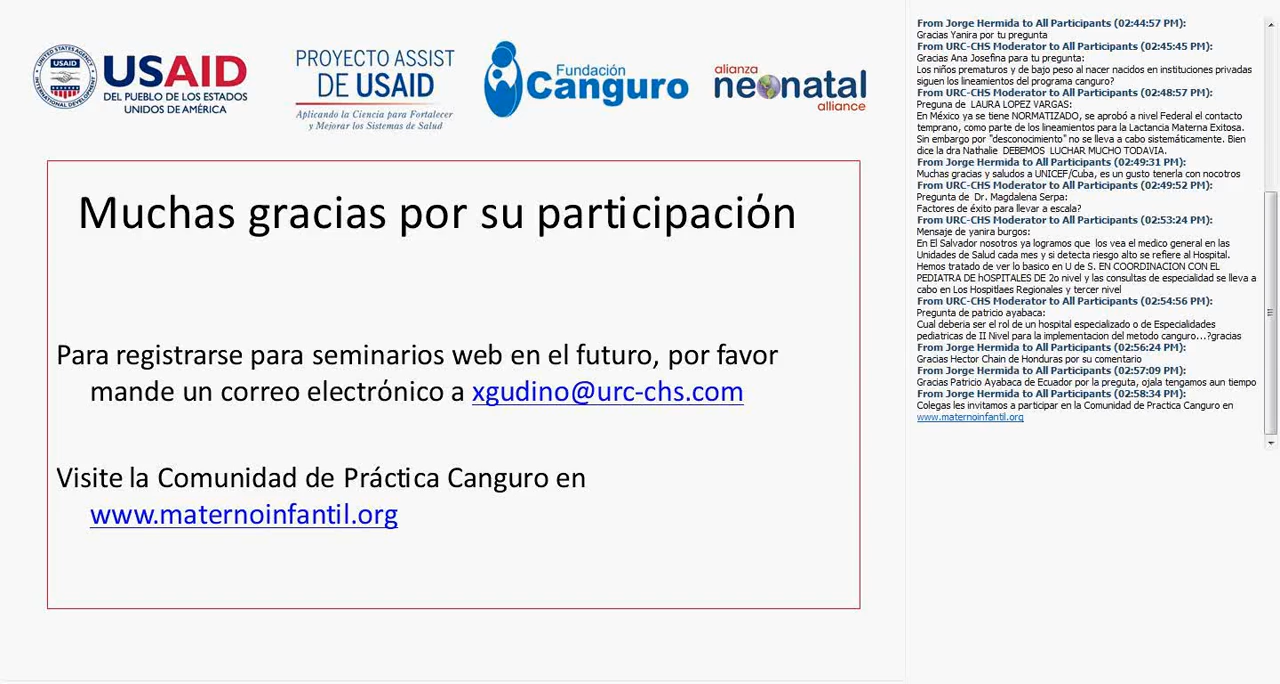 UNITED STATES AGENCY
USAID
INTERNATIONAL DEVELOPMENT
USAID
DEL PUEBLO DE LOS ESTADOS
UNIDOS DE AMÉRICA
PROYECTO ASSIST
DE USAID
Aplicando la Ciencia para Fortalecer
y Mejorar los Sistemas de Salud
Fundación
Canguro
alianza
neonatal
alliance
Muchas gracias por su participación
Para registrarse para seminarios web en el futuro, por favor
mande un correo electrónico a xgudino@urc-chs.com
Visite la Comunidad de Práctica Canguro en
www.maternoinfantil.org
From Jorge Hermida to All Participants (02:44:57 PM):
Gracias Yanira por tu pregunta
From URC-CHS Moderator to All Participants (02:45:45 PM):
Gracias Ana Josefina para tu pregunta:
Los niños prematuros y de bajo peso al nacer nacidos en instituciones privadas
siguen los lineamientos del programa canguro?
From URC-CHS Moderator to All Participants (02:48:57 PM):
Preguna de  LAURA LOPEZ VARGAS:
En México ya se tiene NORMATIZADO, se aprobó a nivel Federal el contacto
temprano, como parte de los lineamientos para la Lactancia Materna Exitosa.
Sin embargo por "desconocimiento" no se lleva a cabo sistemáticamente. Bien
dice la dra Nathalie  DEBEMOS  LUCHAR MUCHO TODAVIA.
From Jorge Hermida to All Participants (02:49:31 PM):
Muchas gracias y saludos a UNICEF/Cuba, es un gusto tenerla con nocotros
From URC-CHS Moderator to All Participants (02:49:52 PM):
Pregunta de  Dr. Magdalena Serpa:
Factores de éxito para llevar a escala?
From URC-CHS Moderator to All Participants (02:53:24 PM):
Mensaje de yanira burgos:
En El Salvador nosotros ya logramos que  los vea el medico general en las
Unidades de Salud cada mes y si detecta riesgo alto se refiere al Hospital.
Hemos tratado de ver lo basico en U de S. EN COORDINACION CON EL
PEDIATRA DE hOSPITALES DE 2o nivel y las consultas de especialidad se lleva a
cabo en Los Hospitlaes Regionales y tercer nivel
From URC-CHS Moderator to All Participants (02:54:56 PM):
Pregunta de patricio ayabaca:
Cual deberia ser el rol de un hospital especializado o de Especialidades
pediatricas de II Nivel para la implementacion del metodo canguro...?gracias
From Jorge Hermida to All Participants (02:56:24 PM):
Gracias Hector Chain de Honduras por su comentario
From Jorge Hermida to All Participants (02:57:09 PM):
Gracias Patricio Ayabaca de Ecuador por la preguta, ojala tengamos aun tiempo
From Jorge Hermida to All Participants (02:58:34 PM):
Colegas les invitamos a participar en la Comunidad de Practica Canguro en
www.maternoinfantil.org